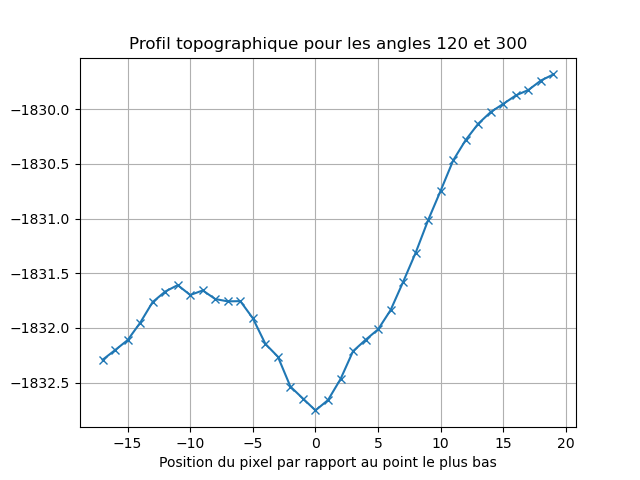 Profil topographique pour les angles 120 et 300
−1830.0
−1830.5
−1831.0
−1831.5
−1832.0
−1832.5
−15 −10 −5 0 5 10 15 20
Position du pixel par rapport au point le plus bas